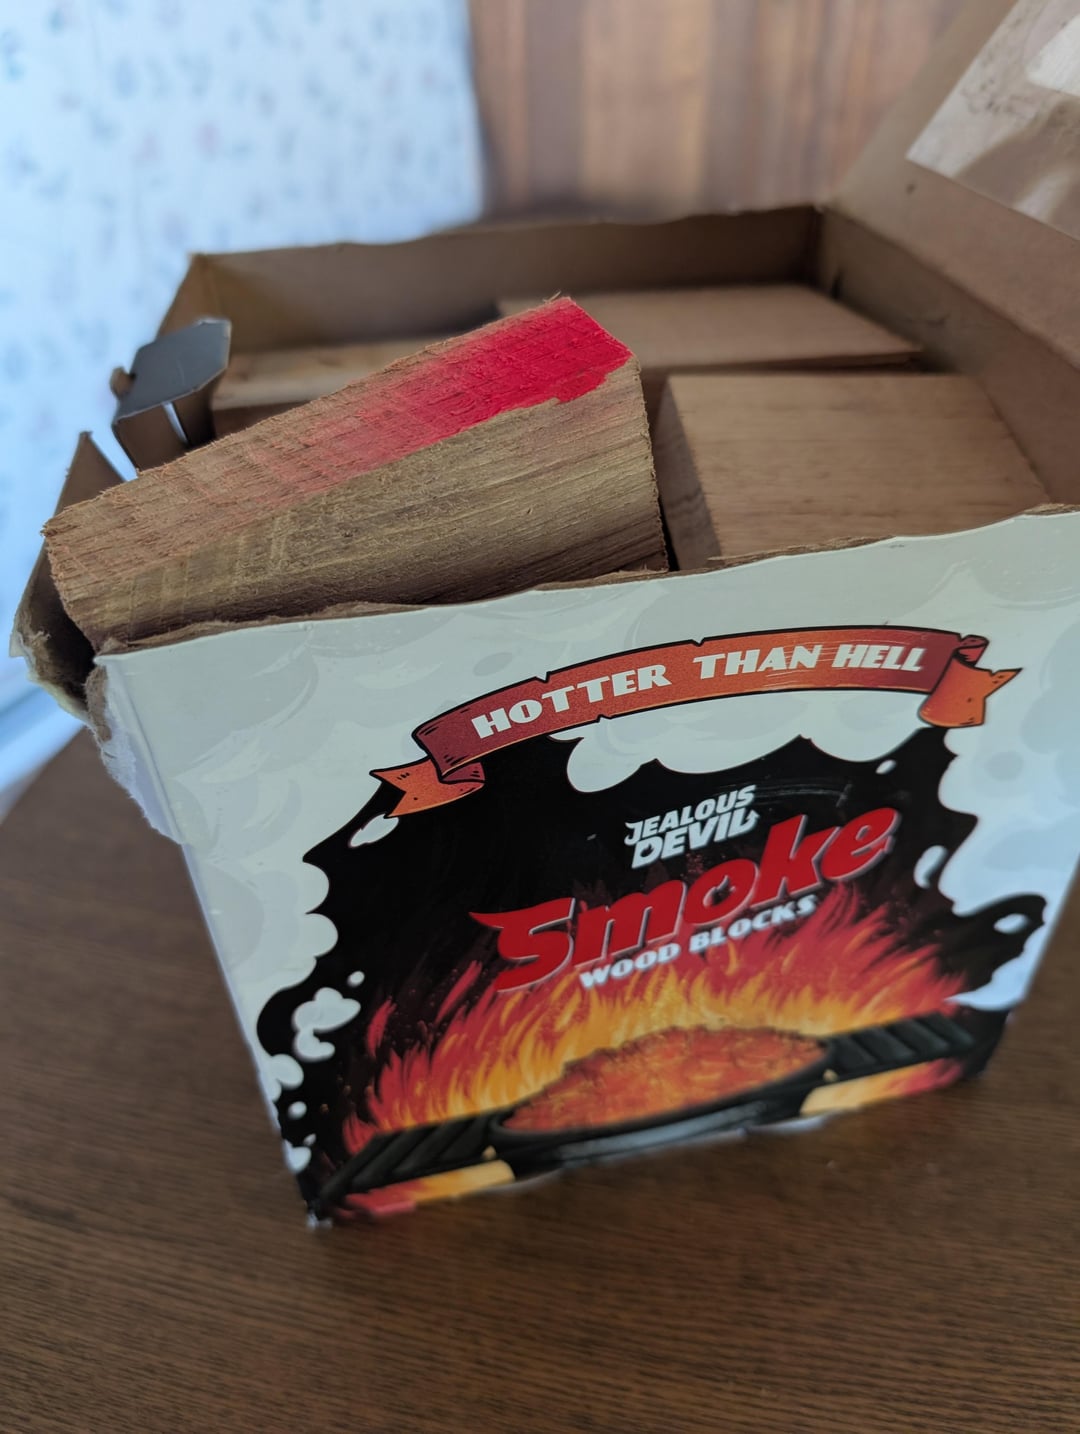 HOTTER THAN HELL
JEALOUS
DEVIL
Smoke
WOOD BLOCKS